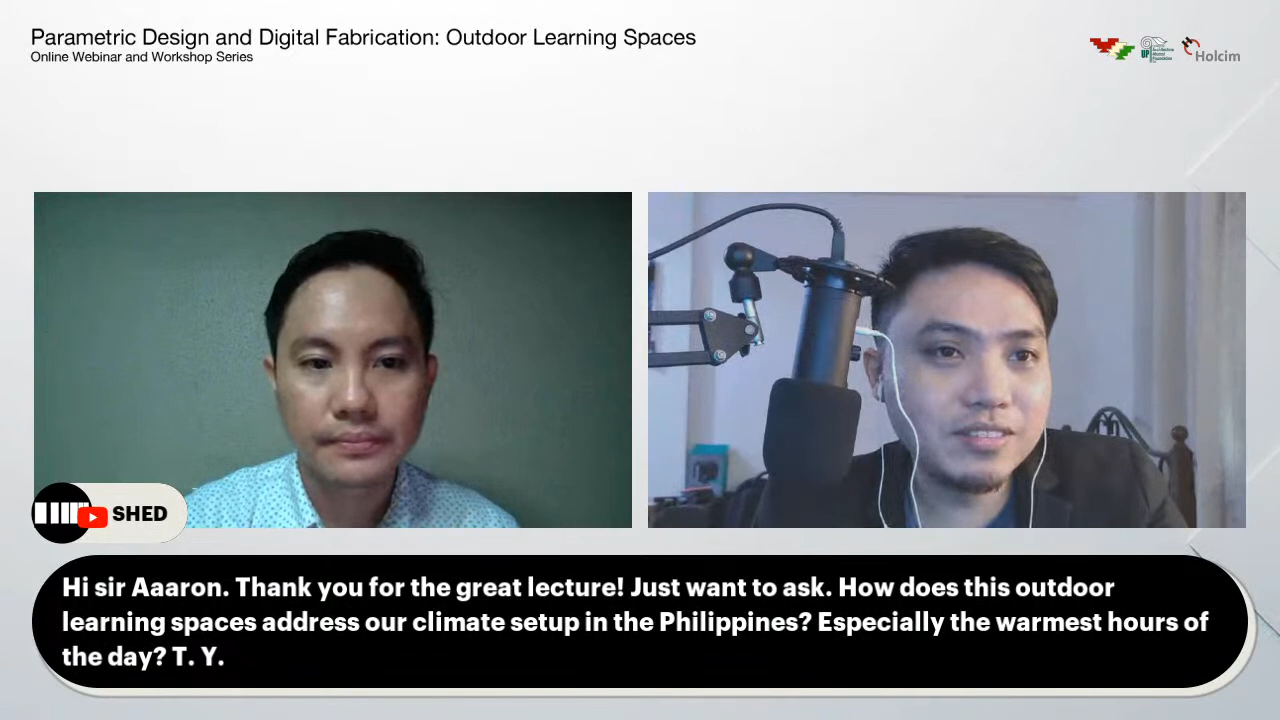 Parametric Design and Digital Fabrication: Outdoor Learning Spaces
Online Webinar and Workshop Series
UP
Holcim
SHED
Hi sir Aaaron. Thank you for the great lecture! Just want to ask. How does this outdoor
learning spaces address our climate setup in the Philippines? Especially the warmest hours of
the day? T. Y.